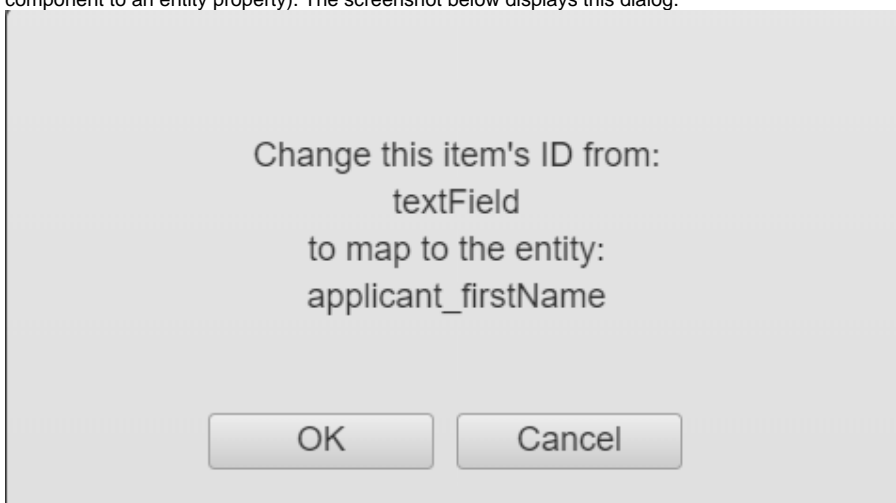 component to an entity property). The screenshot below displays this dialog.
Change this item's ID from:
textField
to map to the entity:
applicant_firstName
OK Cancel